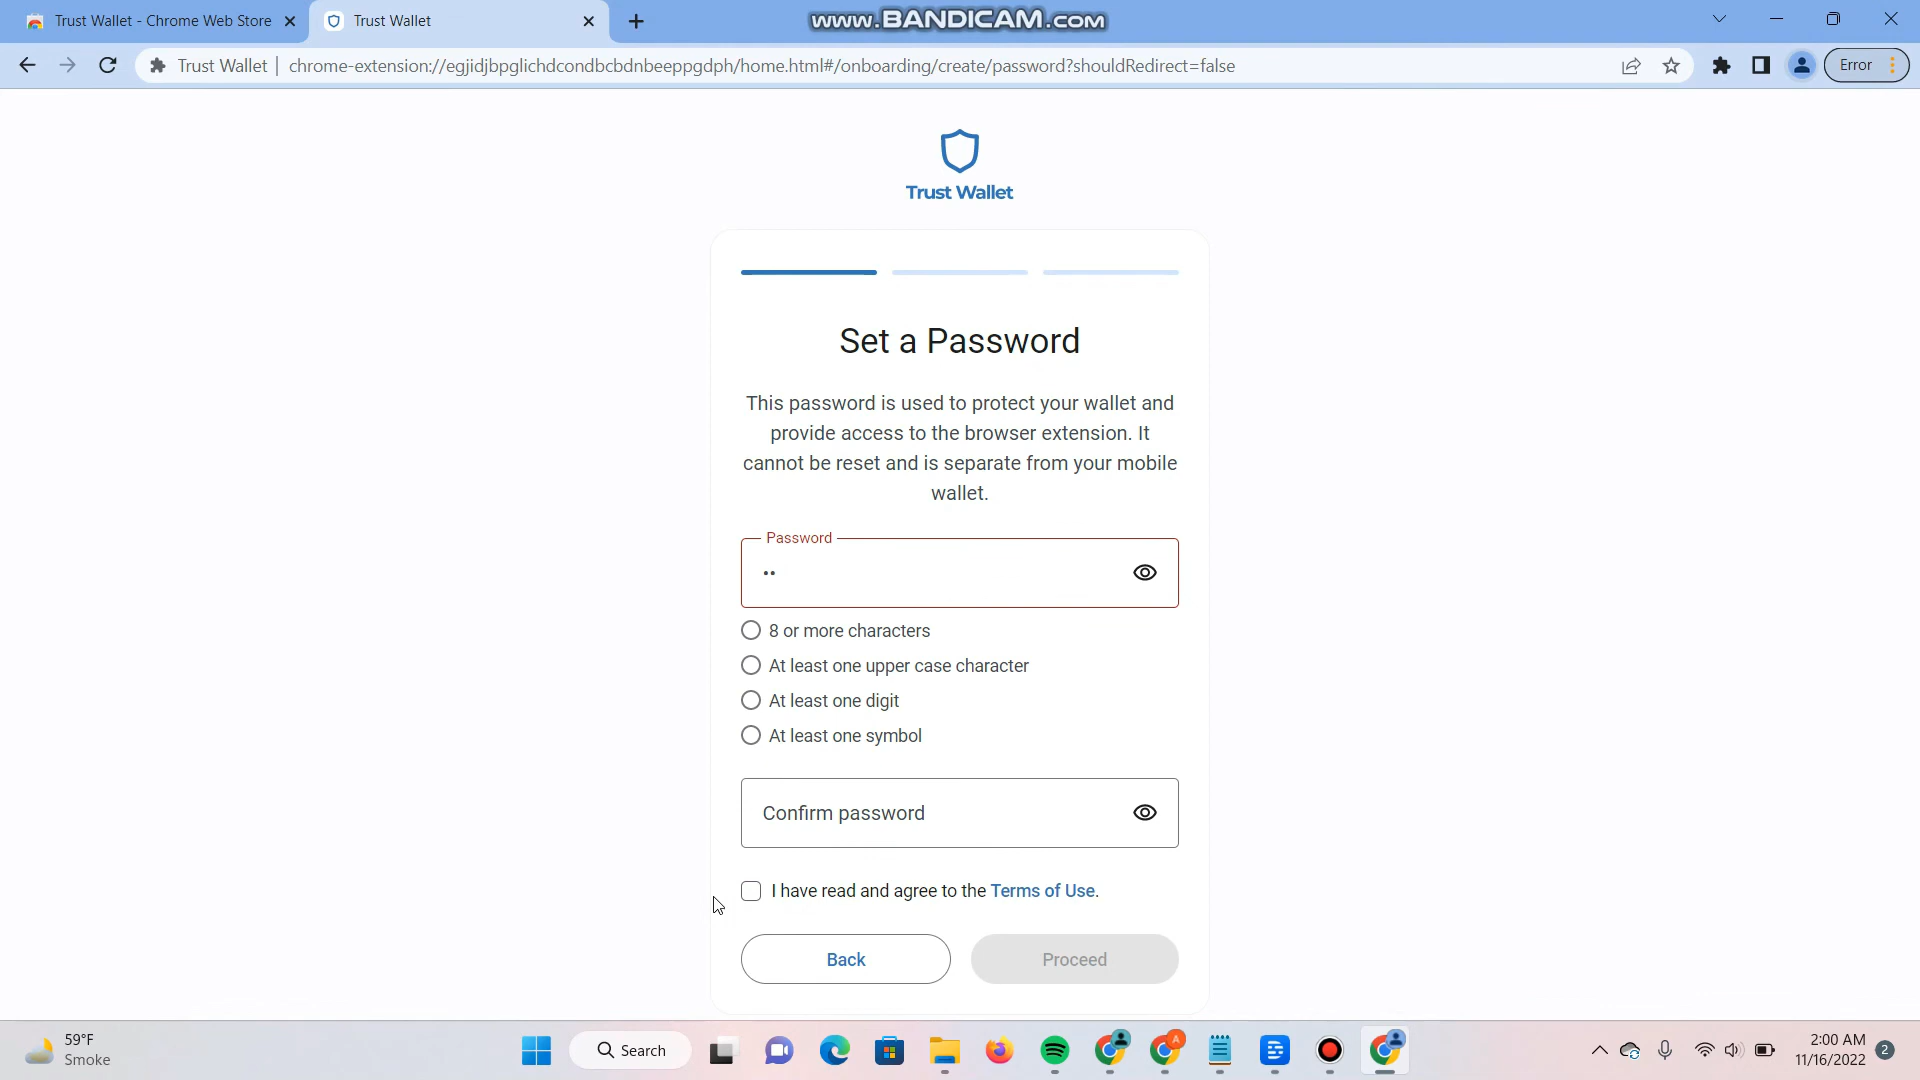 Trust Wallet - Chrome Web Store
Trust Wallet
www.BANDICAM.com
Trust Wallet
chrome-extension://egjidjbpglichdcondbcbdnbeeppgdph/home.html#/onboarding/create/password?shouldRedirect=false
Error
Trust Wallet
Set a Password
This password is used to protect your wallet and
provide access to the browser extension. It
cannot be reset and is separate from your mobile
wallet.
Password
••
8 or more characters
At least one upper case character
At least one digit
At least one symbol
Confirm password
I have read and agree to the Terms of Use.
Back
Proceed
59°F
Smoke
Search
A
2:00 AM
11/16/2022
2